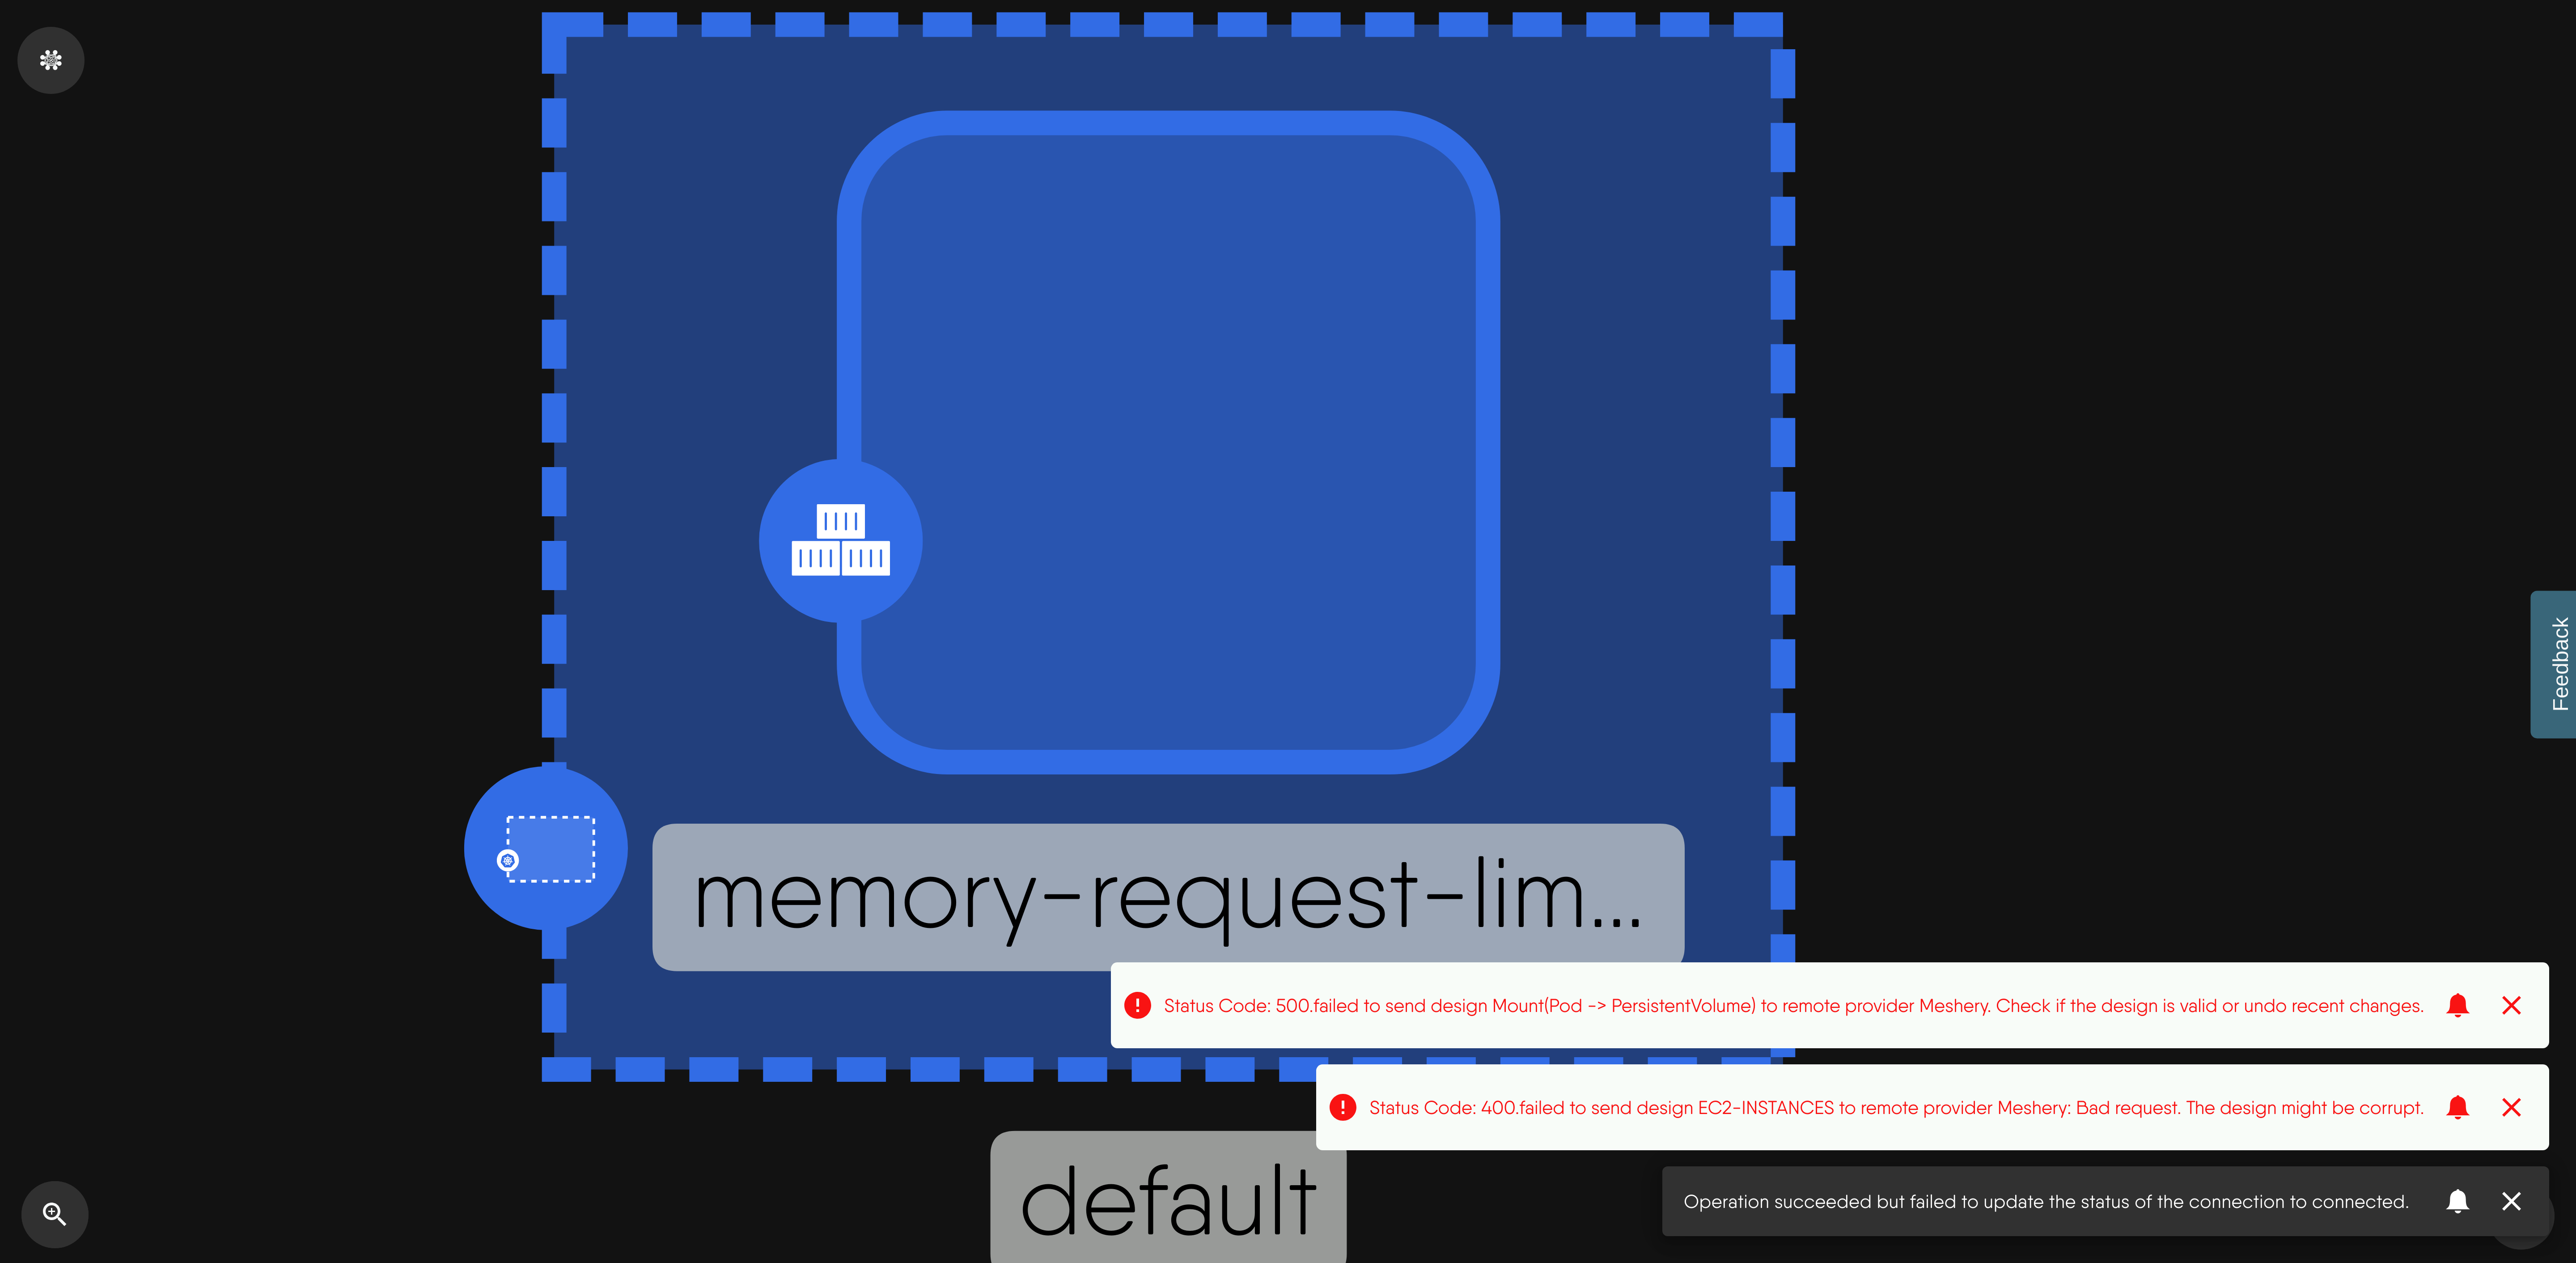 Feedback
memory-request-lim...
Status Code: 500.failed to send design Mount(Pod -> PersistentVolume) to remote provider Meshery. Check if the design is valid or undo recent changes.
Status Code: 400.failed to send design EC2-INSTANCES to remote provider Meshery: Bad request. The design might be corrupt.
default
Operation succeeded but failed to update the status of the connection to connected.